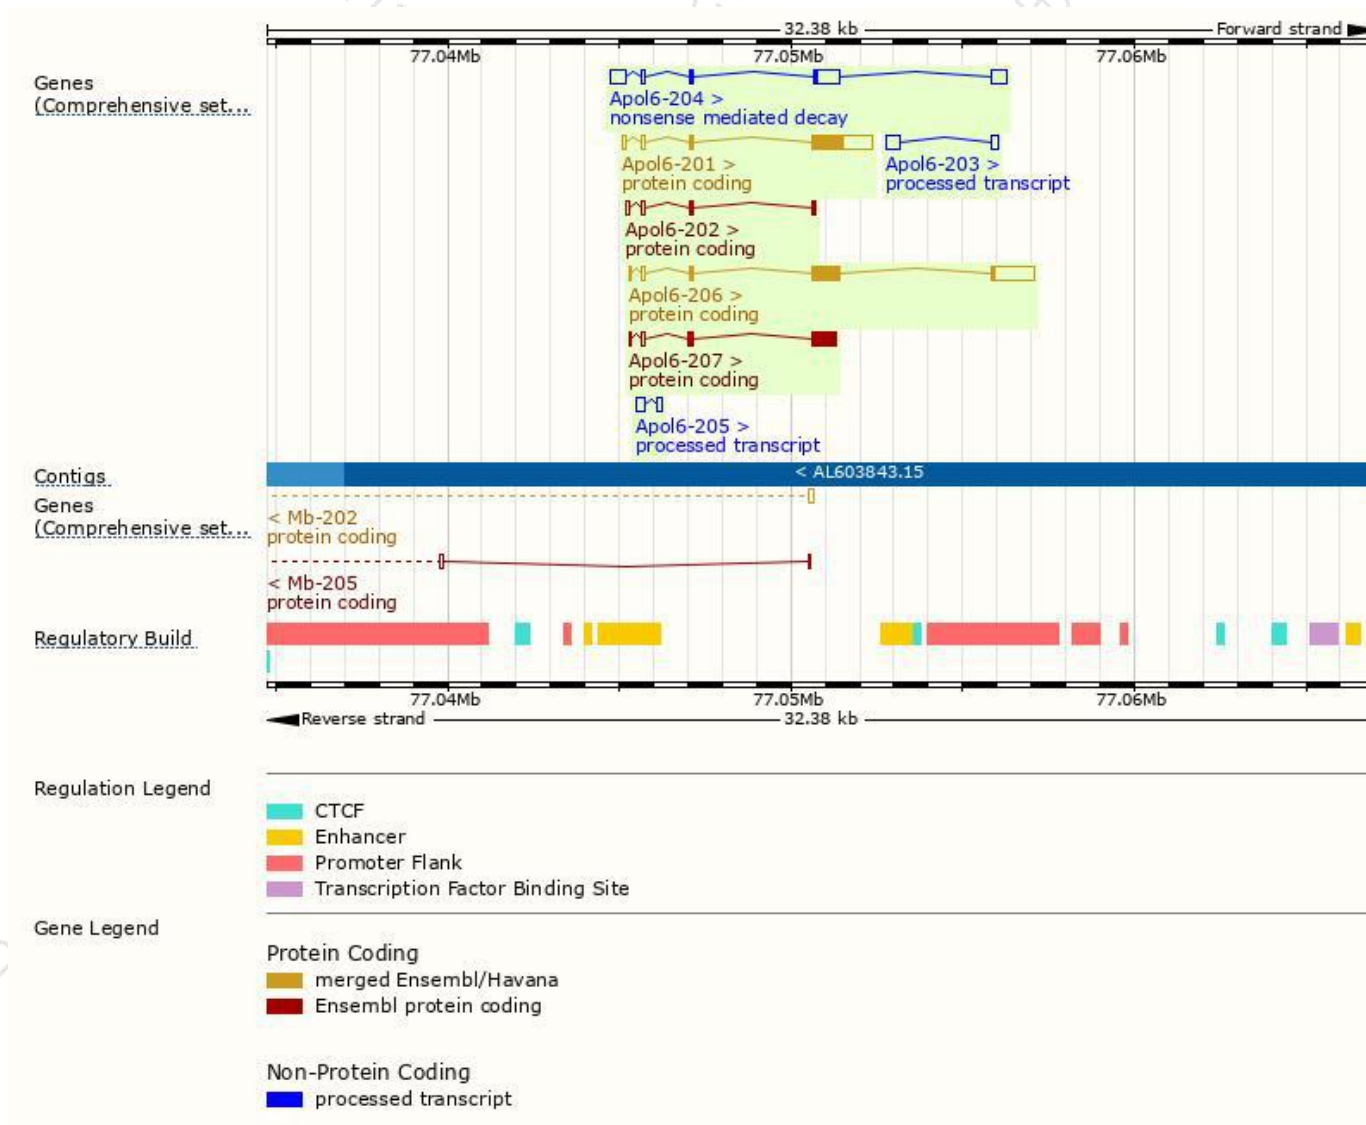 32.38 kb
Forward strand
77.04Mb 77.05Mb 77.06Mb
Genes
(Comprehensive set...
Apol6-204 >
nonsense mediated decay
Apol6-201 >
protein coding
Apol6-203 >
processed transcript
Apol6-202 >
protein coding
Apol6-206 >
protein coding
Apol6-207 >
protein coding
Apol6-205 >
processed transcript
Contigs
< AL603843.15
Genes
(Comprehensive set...
< Mb-202
protein coding
< Mb-205
protein coding
Regulatory Build
77.04Mb 77.05Mb 77.06Mb
Reverse strand
32.38 kb
Regulation Legend
CTCF
Enhancer
Promoter Flank
Transcription Factor Binding Site
Gene Legend
Protein Coding
merged Ensembl/Havana
Ensembl protein coding
Non-Protein Coding
processed transcript